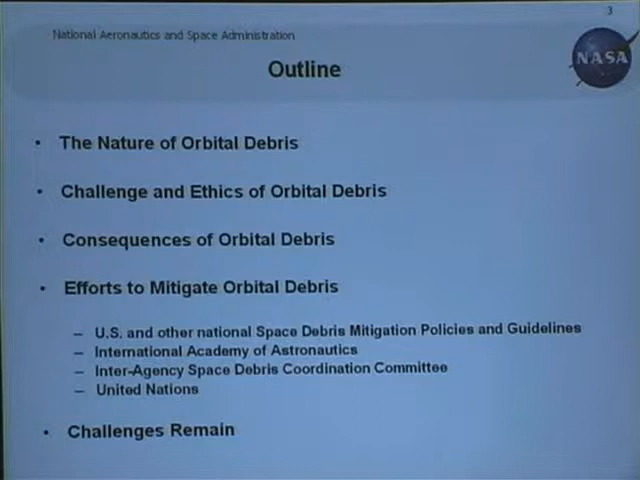 3
National Aeronautics and Space Administration
NASA
Outline
• The Nature of Orbital Debris
• Challenge and Ethics of Orbital Debris
• Consequences of Orbital Debris
• Efforts to Mitigate Orbital Debris
– U.S. and other national Space Debris Mitigation Policies and Guidelines
– International Academy of Astronautics
– Inter-Agency Space Debris Coordination Committee
– United Nations
• Challenges Remain